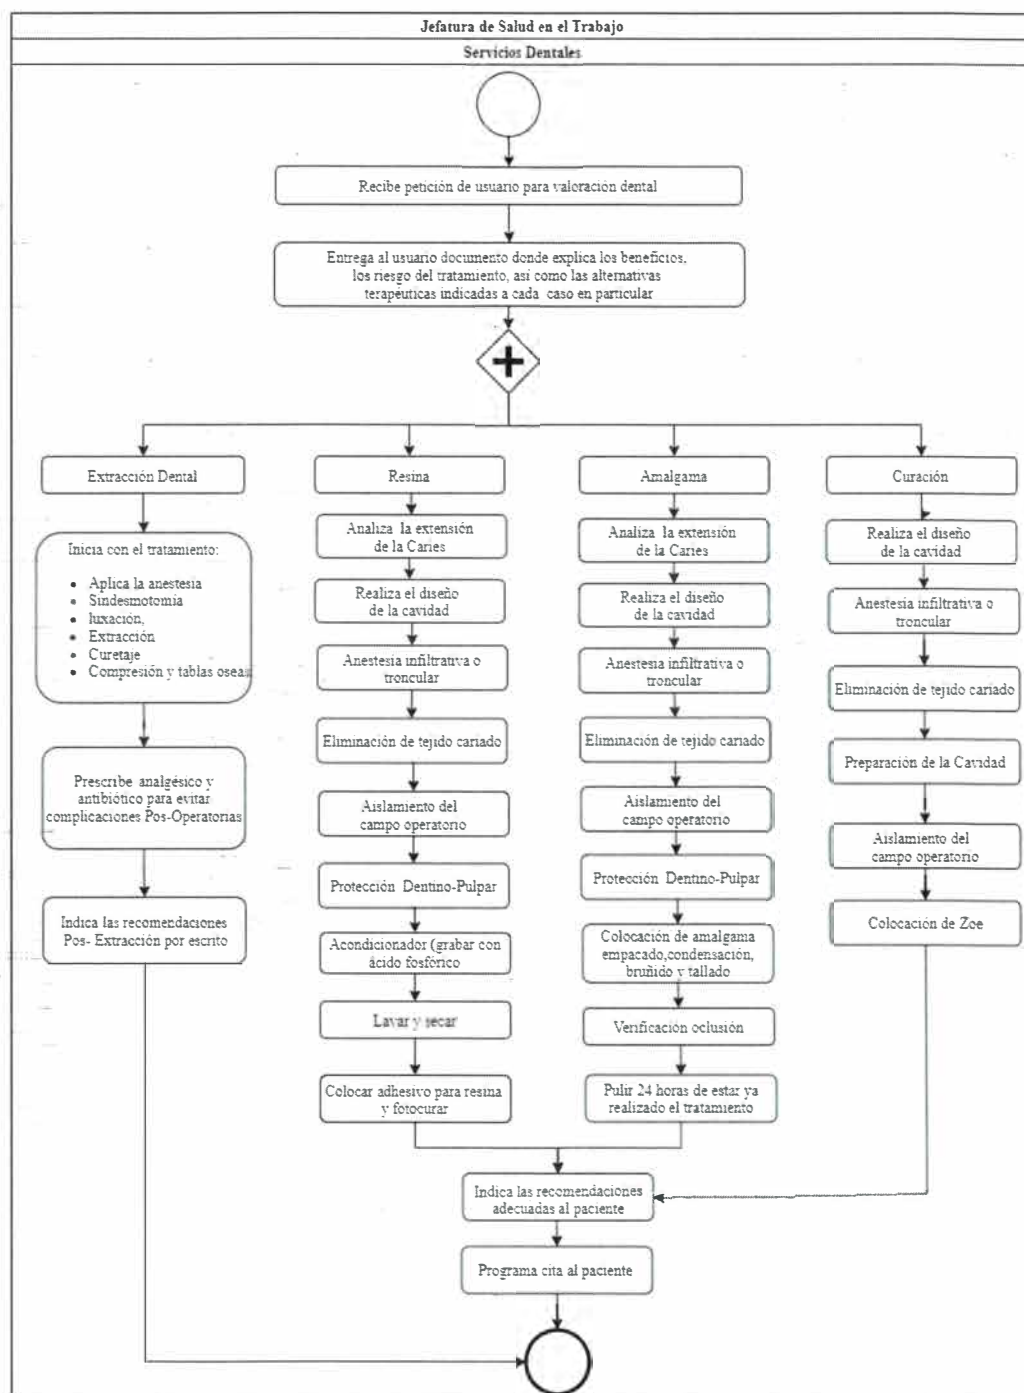 Jefatura de Salud en el Trabajo
Servicios Dentales
Recibe petición de usuario para valoración dental
Entrega al usuario documento donde explica los beneficios,
los riesgo del tratamiento, así como las alternativas
terapéuticas indicadas a cada caso en particular
Extracción Dental
Inicia con el tratamiento:
• Aplica la anestesia
• Sindesmotomia
• luxación,
• Extracción
• Curetaje
• Compresión y tablas oseas
Prescribe analgésico y
antibiótico para evitar
complicaciones Pos-Operatorias
Indica las recomendaciones
Pos- Extracción por escrito
Resina
Analiza la extensión
de la Caries
Realiza el diseño
de la cavidad
Anestesia infiltrativa o
troncular
Eliminación de tejido cariado
Aislamiento del
campo operatorio
Protección Dentino-Pulpar
Acondicionador (grabar con
ácido fosfórico
Lavar y secar
Colocar adhesivo para resina
y fotocurar
Amalgama
Analiza la extensión
de la Caries
Realiza el diseño
de la cavidad
Anestesia infiltrativa o
troncular
Eliminación de tejido cariado
Aislamiento del
campo operatorio
Protección Dentino-Pulpar
Colocación de amalgama
empacado,condensación,
bruñido y tallado
Verificación oclusión
Pulir 24 horas de estar ya
realizado el tratamiento
Curación
Realiza el diseño
de la cavidad
Anestesia infiltrativa o
troncular
Eliminación de tejido cariado
Preparación de la Cavidad
Aislamiento del
campo operatorio
Colocación de Zoe
Indica las recomendaciones
adecuadas al paciente
Programa cita al paciente